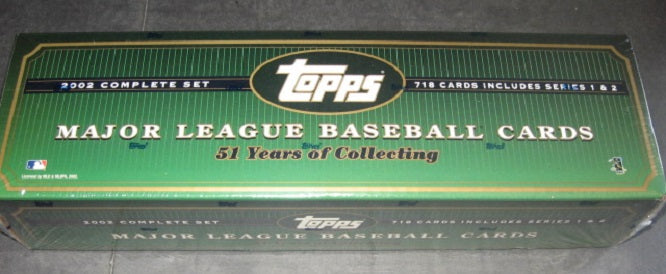 Topps
2002 COMPLETE SET
718 CARDS INCLUDES SERIES 1 & 2
MAJOR LEAGUE BASEBALL CARDS
51 Years of Collecting
Topps
2002 COMPLETE SET
718 CARDS INCLUDES SERIES 1 & 2
MAJOR LEAGUE BASEBALL CARDS